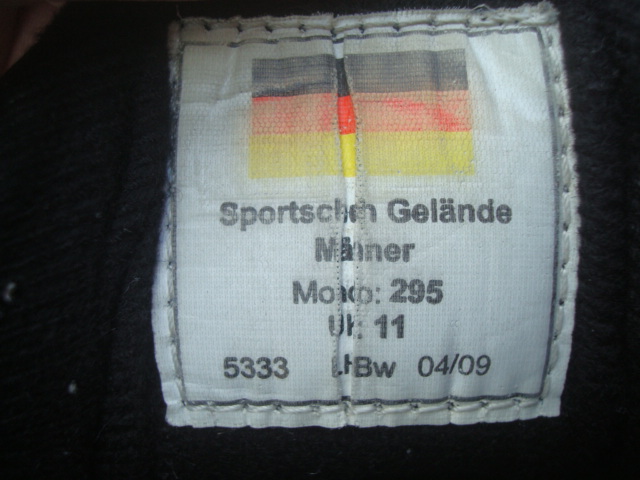 Sportschuh Gelände
Männer
Mondo: 295
UK: 11
5333 LHBw 04/09